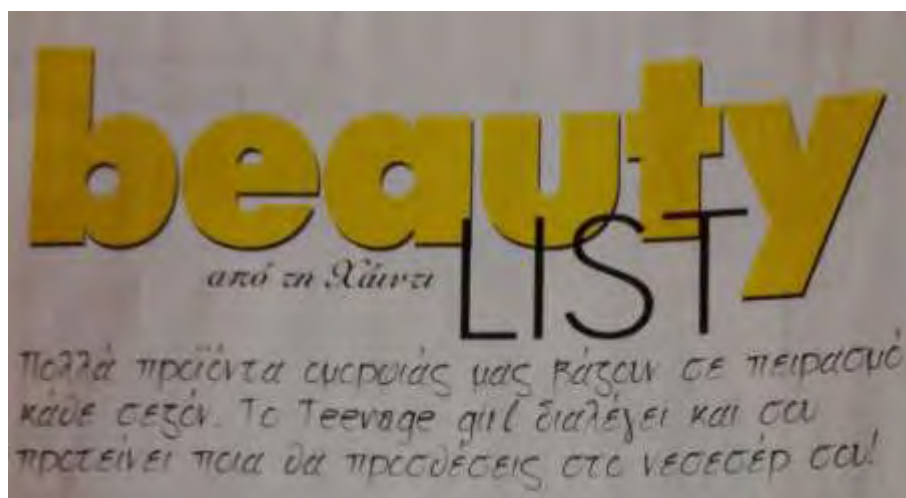 beauty
LIST
από τη Χάιντι
Πολλά προϊόντα ομορφιάς μας βάζουν σε πειρασμό
κάθε σεζόν. Το Teenage girl διαλέγει και σου
προτείνει ποια θα προσθέσεις στο νεσεσέρ σου!